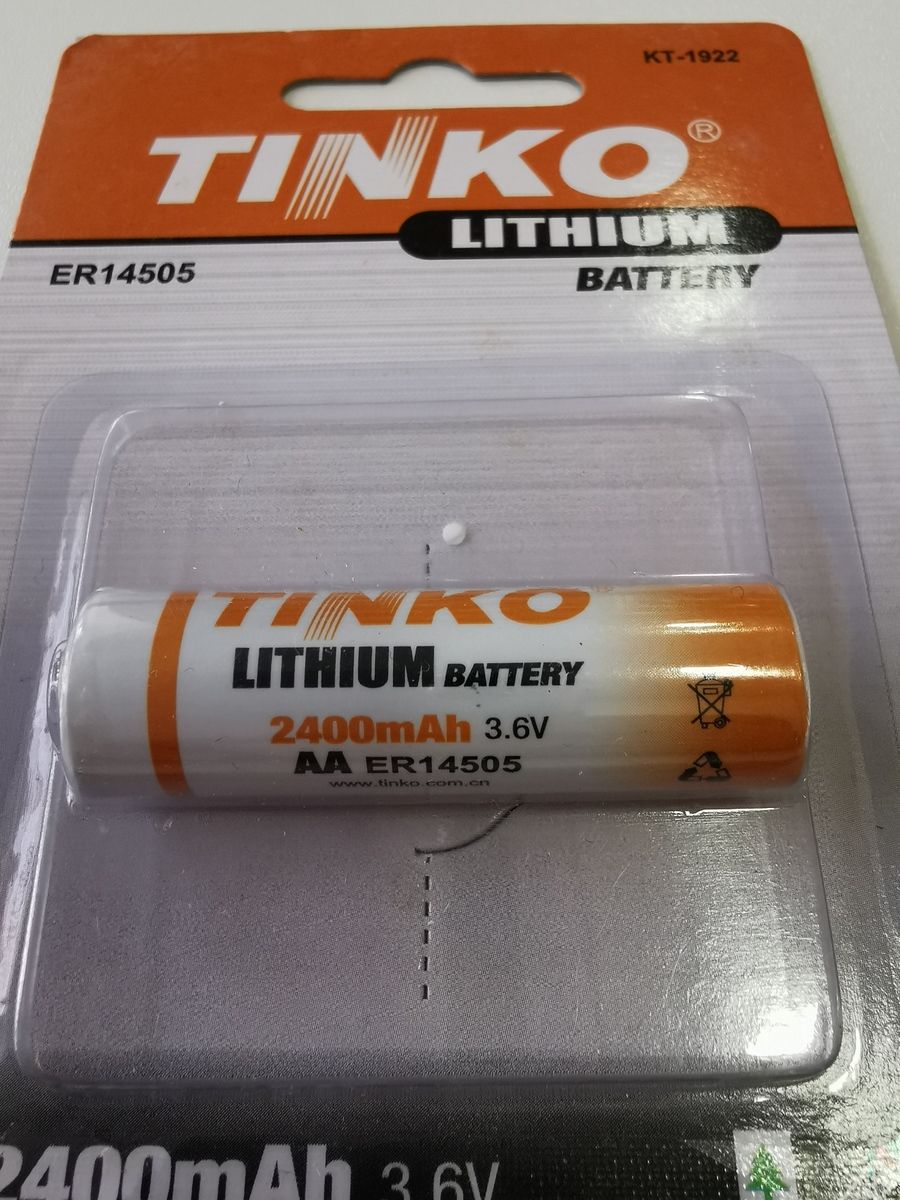 KT-1922
TINKO®
LITHIUM
BATTERY
ER14505
TINKO
LITHIUM BATTERY
2400mAh 3.6V
AA ER14505
www.tinko.com.cn
2400mAh 3.6V